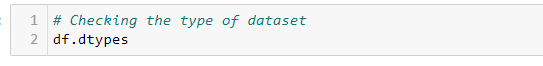 1 # Checking the type of dataset
2 df.dtypes